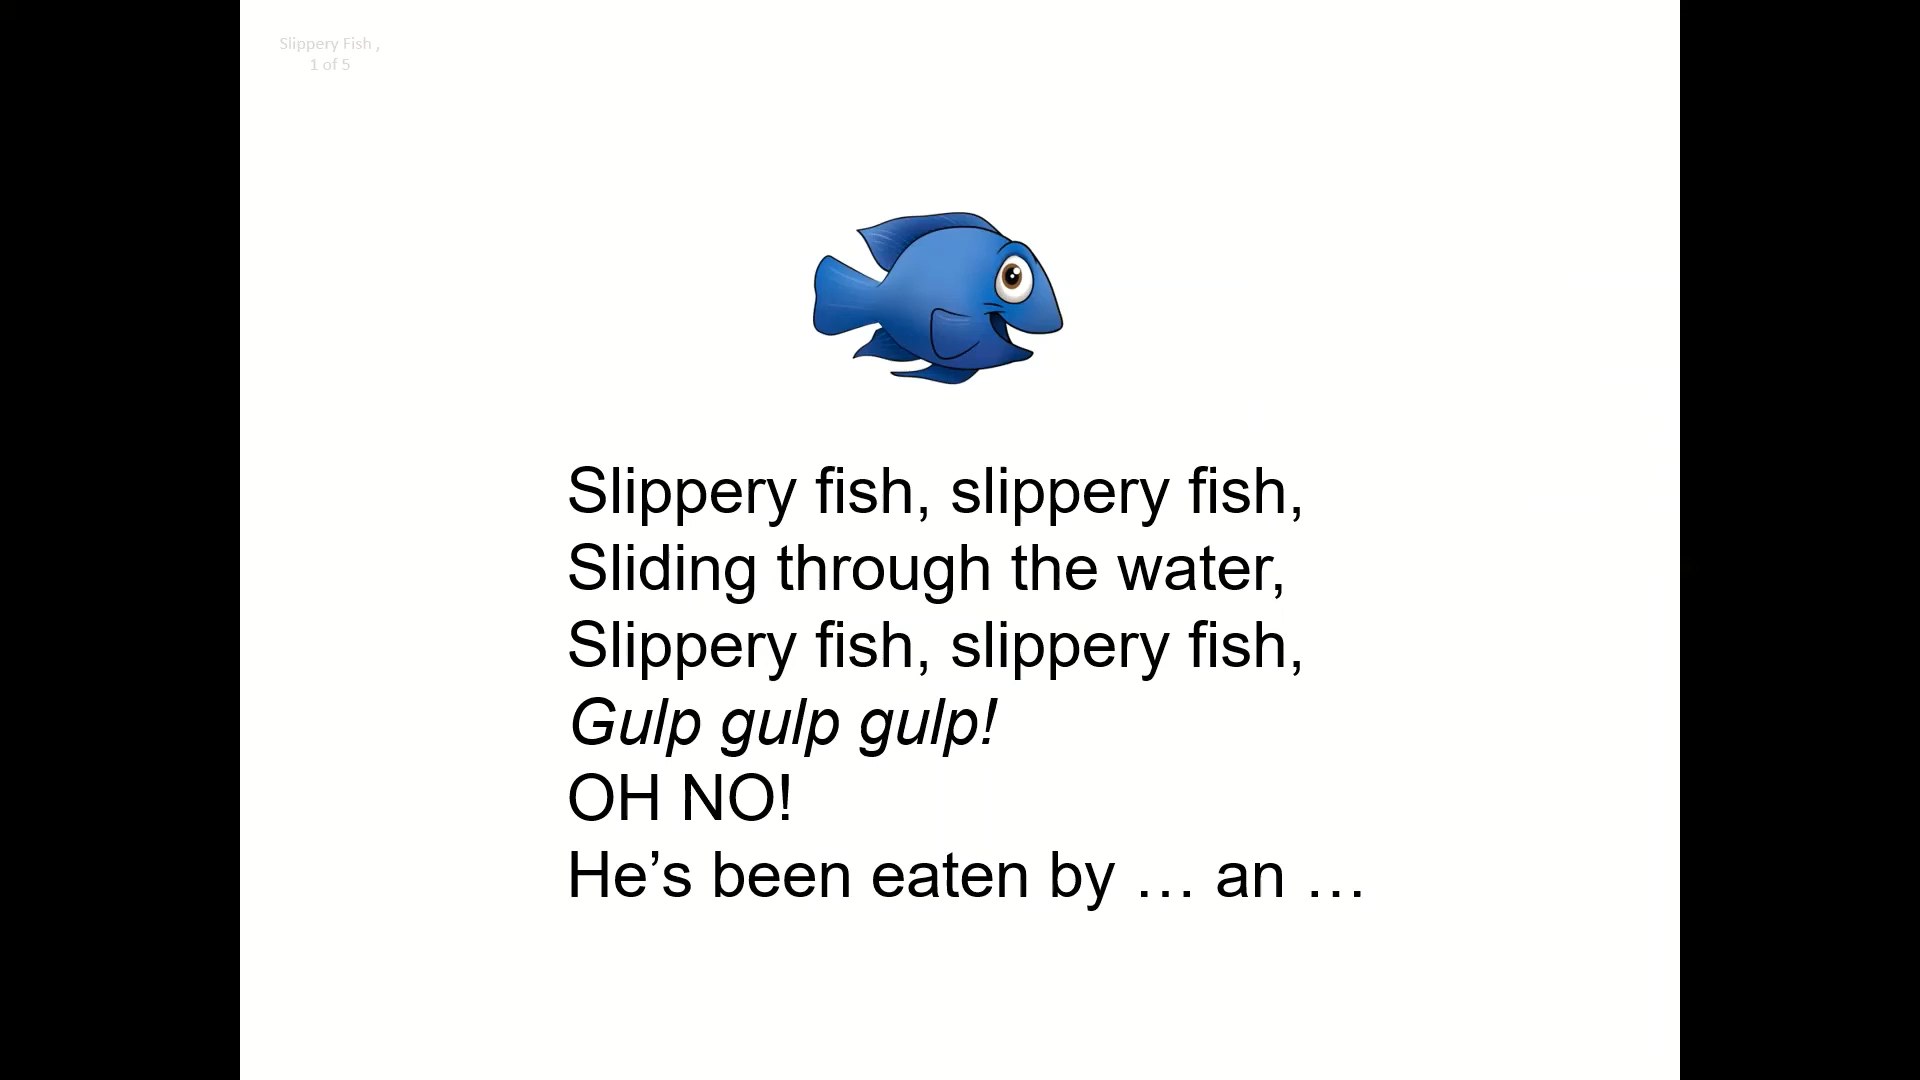 Slippery Fish ,
1 of 5
Slippery fish, slippery fish,
Sliding through the water,
Slippery fish, slippery fish,
Gulp gulp gulp!
OH NO!
He’s been eaten by … an …